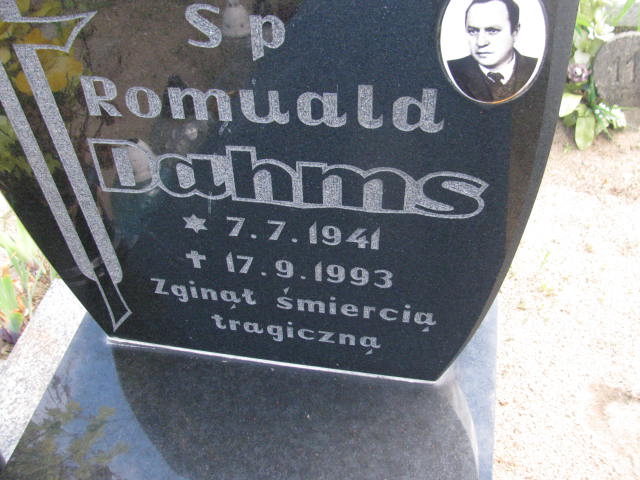 Sp
Romuald
Dahms
* 7.7.1941
✝ 17.9.1993
Zginął śmiercią
tragiczną